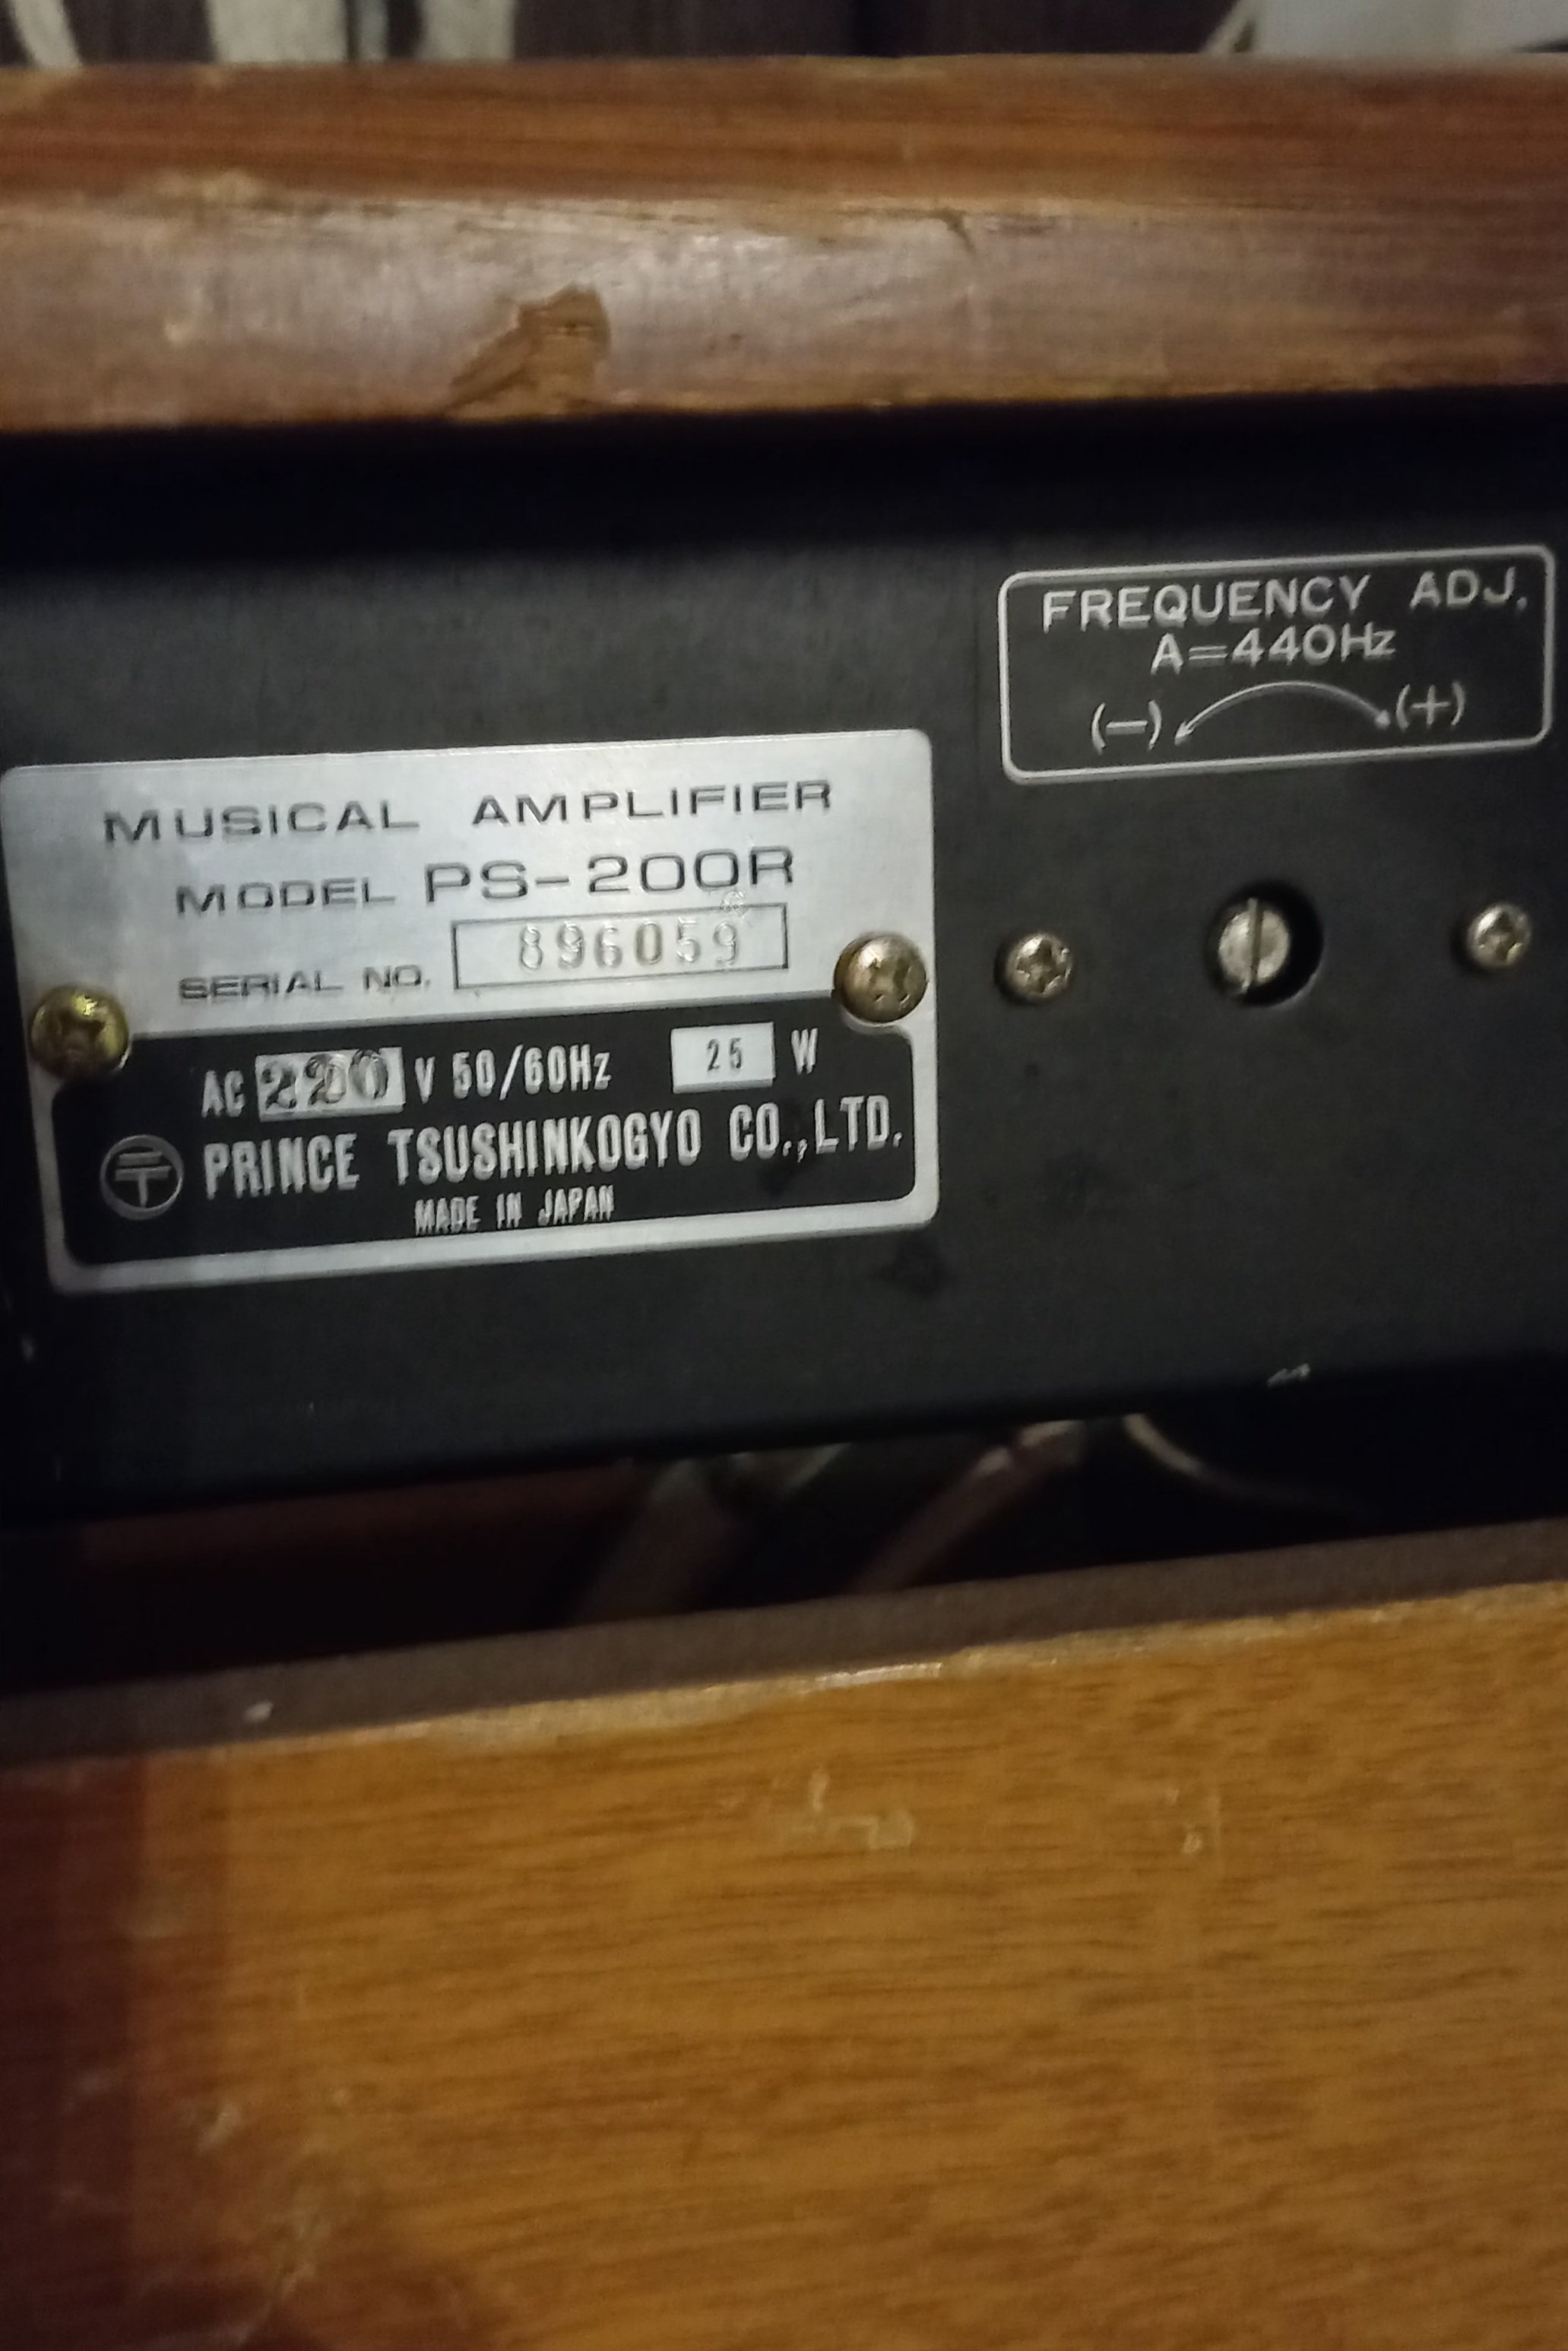 FREQUENCY ADJ.
A=440Hz
(-) (+)
MUSICAL AMPLIFIER
MODEL PS-200R
SERIAL NO. 896059
AC 220 V 50/60Hz 25 W
PRINCE TSUSHINKOGYO CO.,LTD.
MADE IN JAPAN